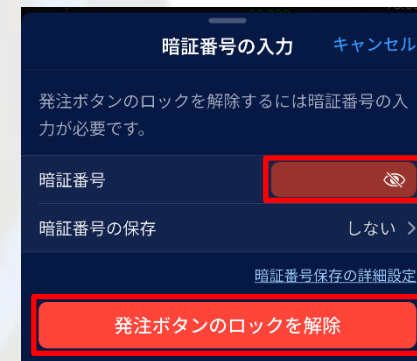 暗証番号の入力 キャンセル
発注ボタンのロックを解除するには暗証番号の入
力が必要です。
暗証番号
暗証番号の保存 しない
暗証番号保存の詳細設定
発注ボタンのロックを解除